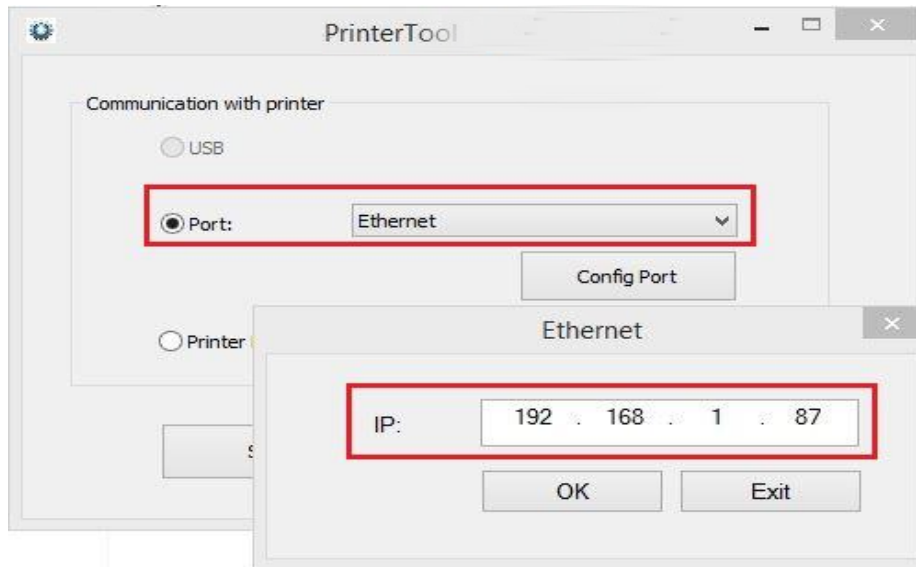 PrinterTool
Communication with printer
USB
Port: Ethernet
Config Port
Printer
Ethernet
IP: 192 . 168 . 1 . 87
OK Exit